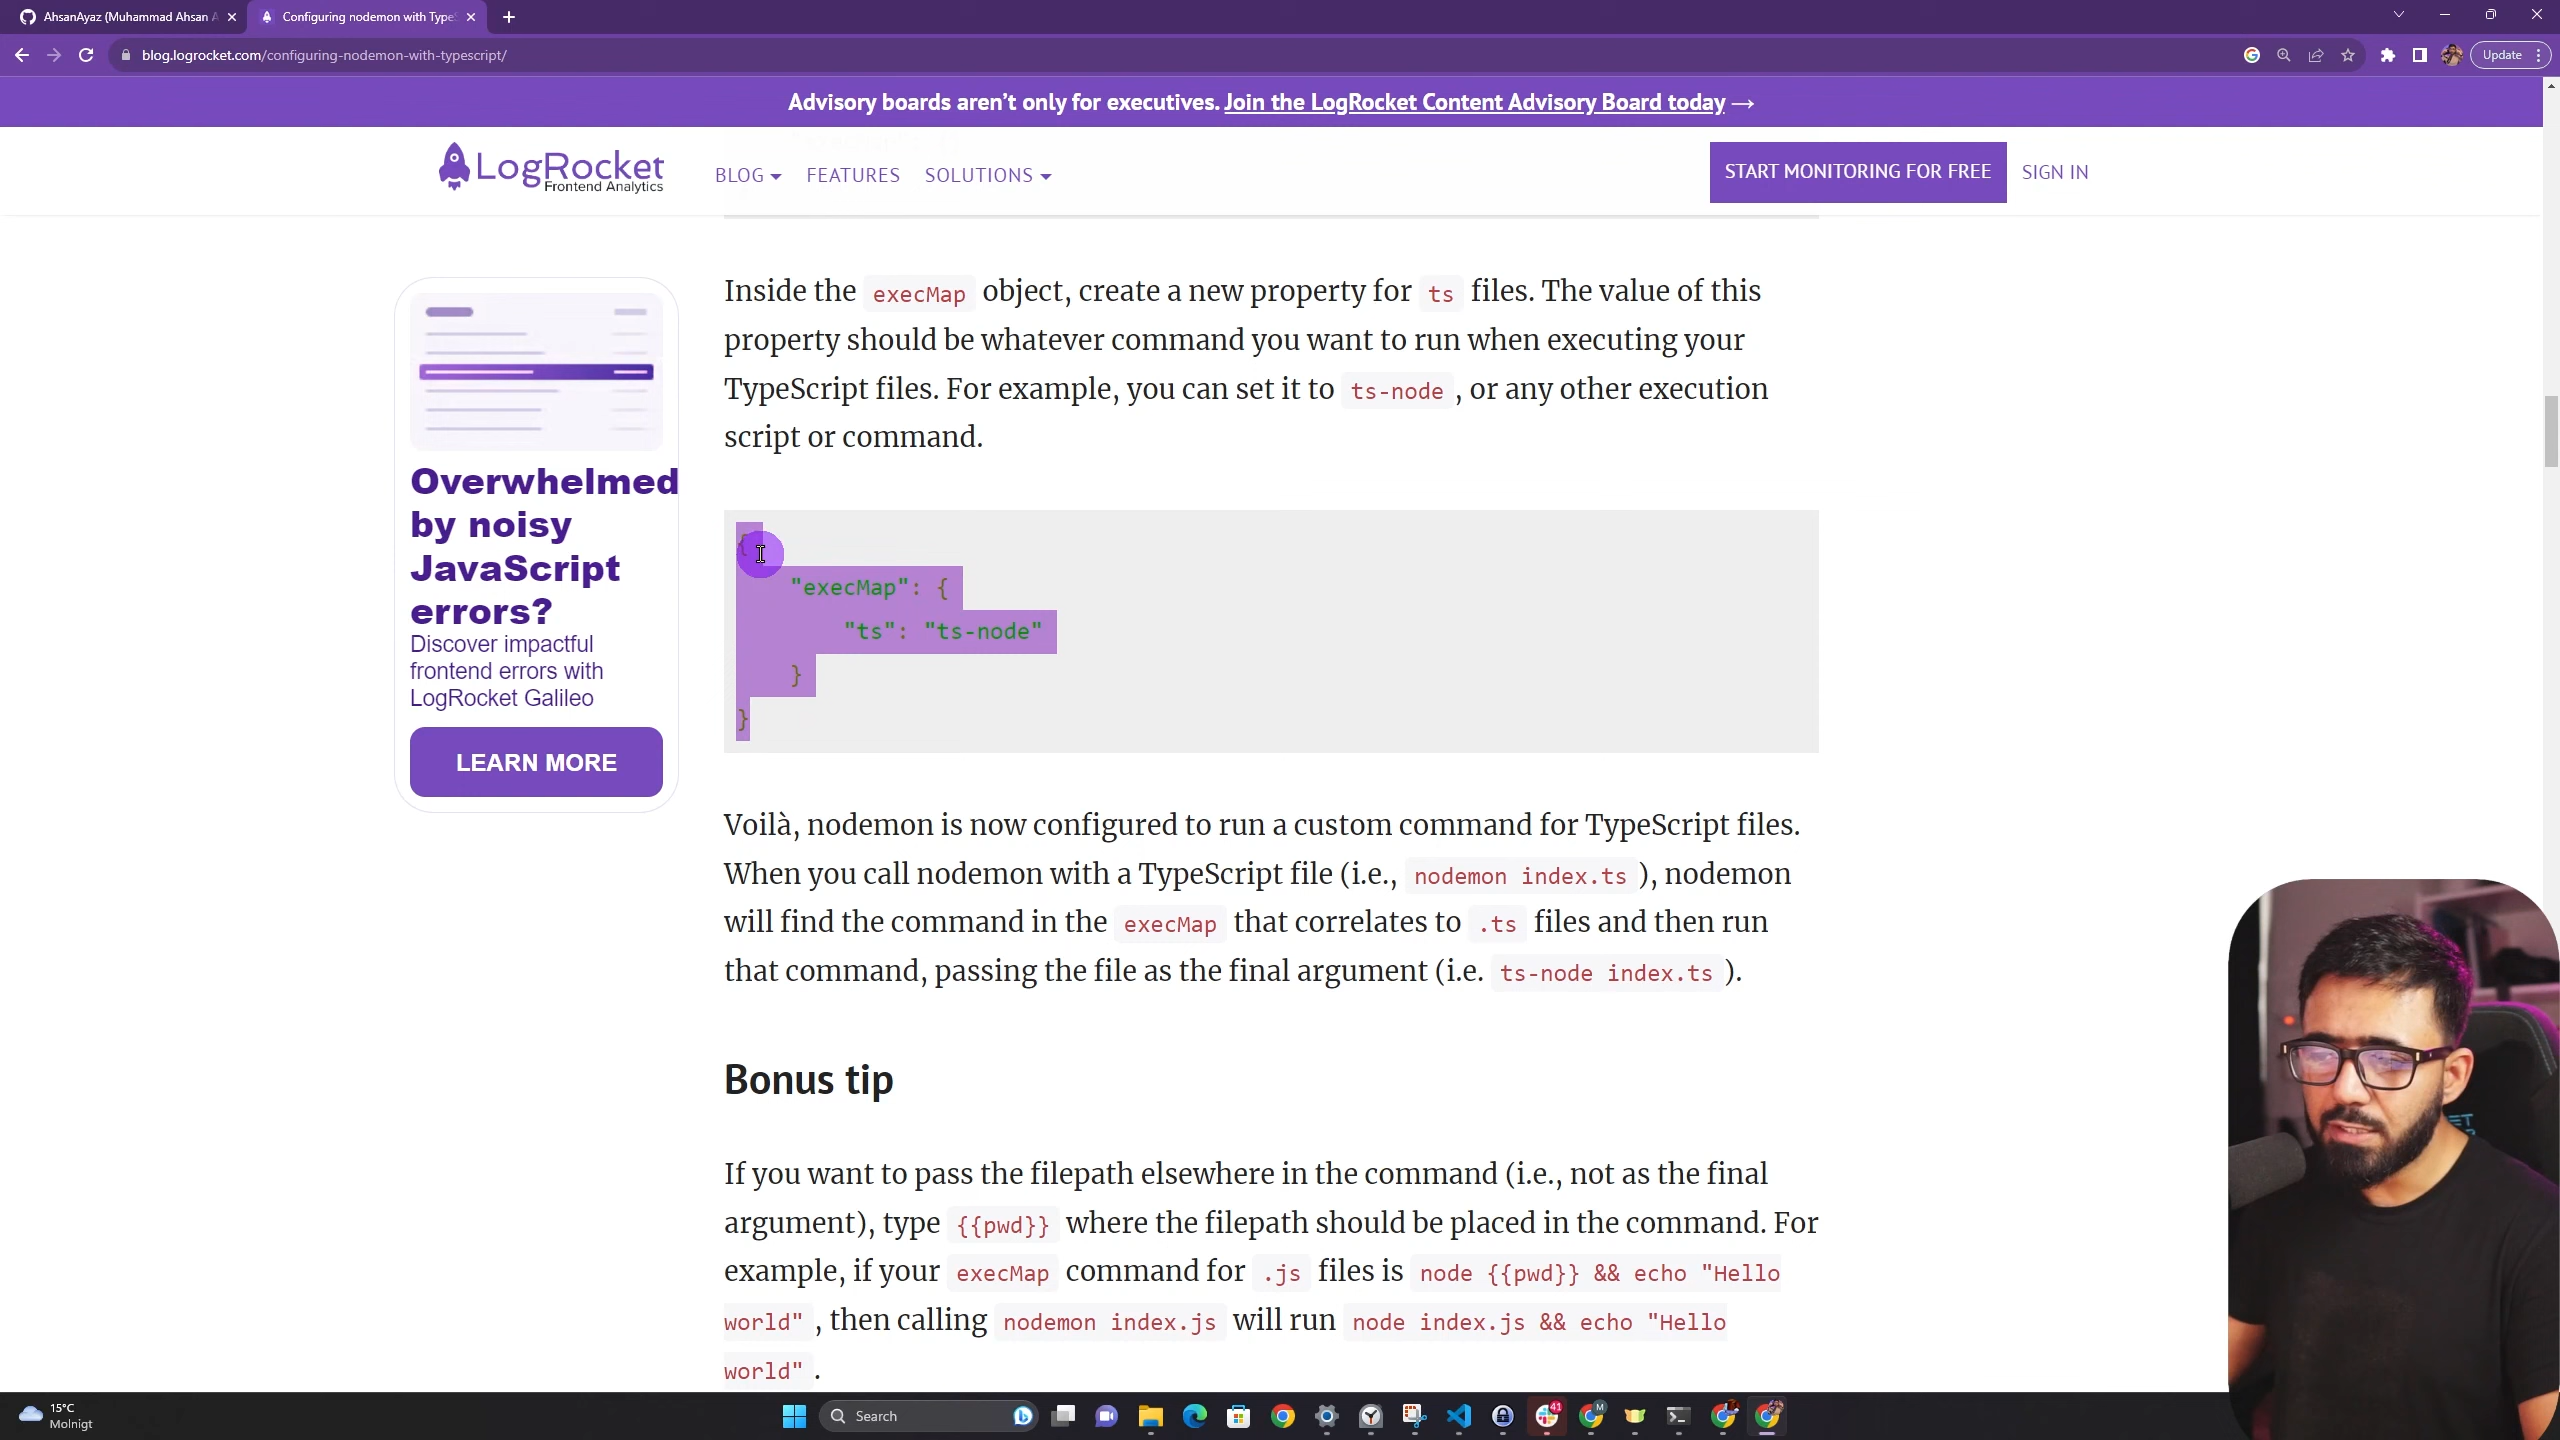 AhsanAyaz (Muhammad Ahsan A
Configuring nodemon with TypeS
blog.logrocket.com/configuring-nodemon-with-typescript/
Update
Advisory boards aren't only for executives. Join the LogRocket Content Advisory Board today →
LogRocket
Frontend Analytics
BLOG
FEATURES
SOLUTIONS
START MONITORING FOR FREE
SIGN IN
Inside the execMap object, create a new property for ts files. The value of this
property should be whatever command you want to run when executing your
TypeScript files. For example, you can set it to ts-node , or any other execution
script or command.
Overwhelmed
by noisy
JavaScript
errors?
Discover impactful
frontend errors with
LogRocket Galileo
LEARN MORE
{
"execMap": {
"ts": "ts-node"
}
}
Voilà, nodemon is now configured to run a custom command for TypeScript files.
When you call nodemon with a TypeScript file (i.e., nodemon index.ts ), nodemon
will find the command in the execMap that correlates to .ts files and then run
that command, passing the file as the final argument (i.e. ts-node index.ts ).
Bonus tip
If you want to pass the filepath elsewhere in the command (i.e., not as the final
argument), type {{pwd}} where the filepath should be placed in the command. For
example, if your execMap command for .js files is node {{pwd}} && echo "Hello
world" , then calling nodemon index.js will run node index.js && echo "Hello
world" .
15°C
Molnigt
Search
41
M